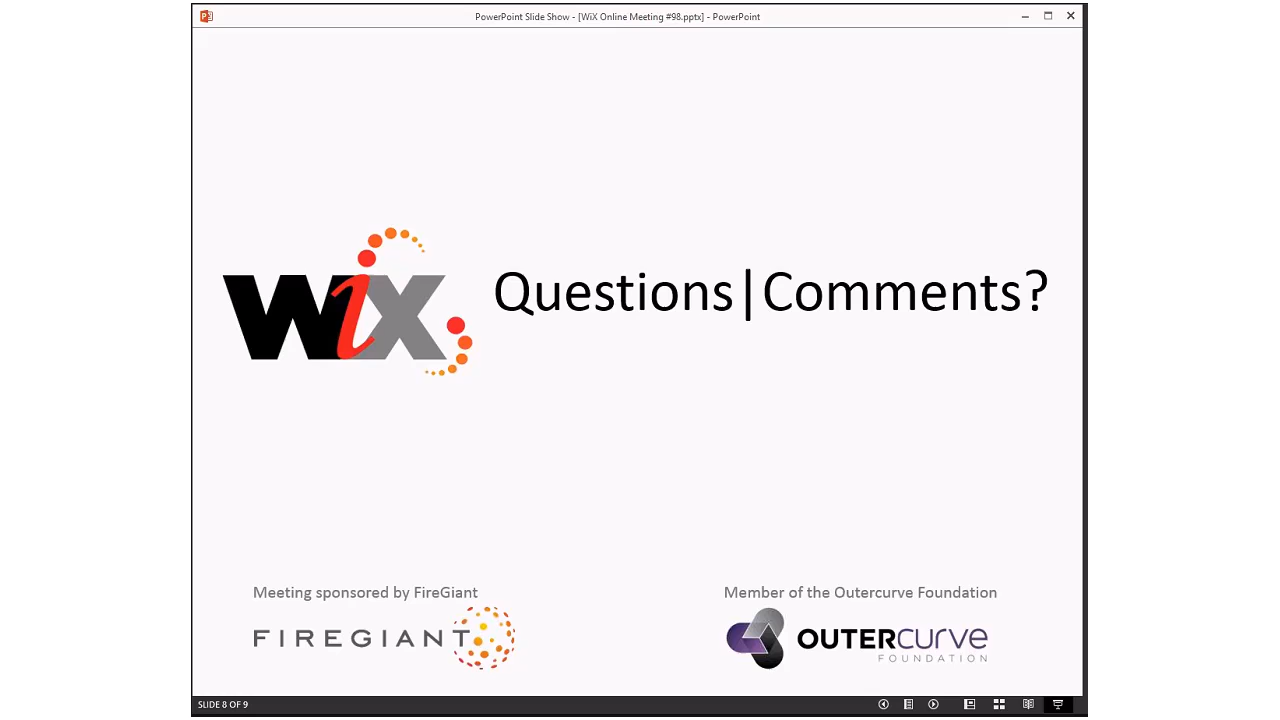 PowerPoint Slide Show - [WiX Online Meeting #98.pptx] - PowerPoint
WiX
Questions|Comments?
Meeting sponsored by FireGiant
FIREGIANT
Member of the Outercurve Foundation
OUTERCURVE
FOUNDATION
SLIDE 8 OF 9